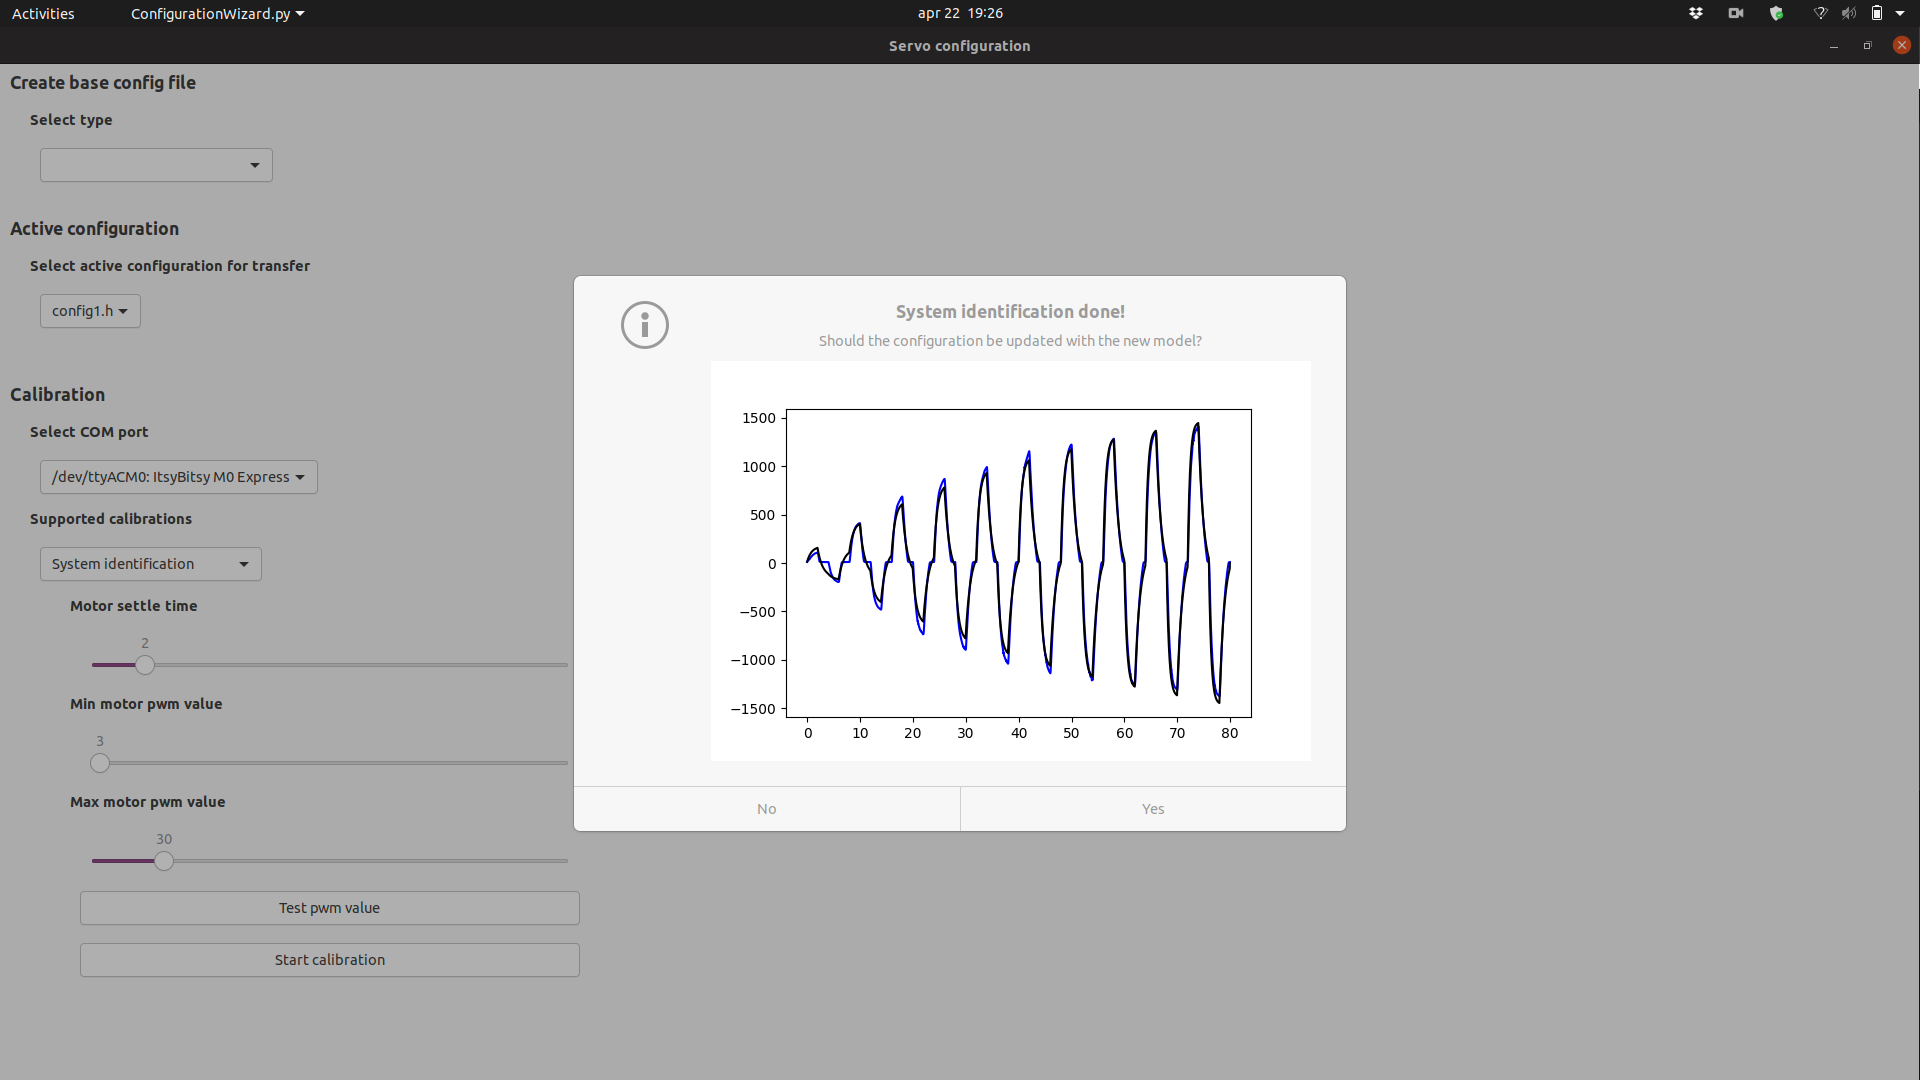 Activities ConfigurationWizard.py apr 22 19:26
Servo configuration
Create base config file
Select type
Active configuration
Select active configuration for transfer
config1.h
Calibration
Select COM port
/dev/ttyACM0: ItsyBitsy M0 Express
Supported calibrations
System identification
Motor settle time
2
Min motor pwm value
3
Max motor pwm value
30
Test pwm value
Start calibration
System identification done!
Should the configuration be updated with the new model?
1500
1000
500
0
−500
−1000
−1500
0 10 20 30 40 50 60 70 80
No Yes